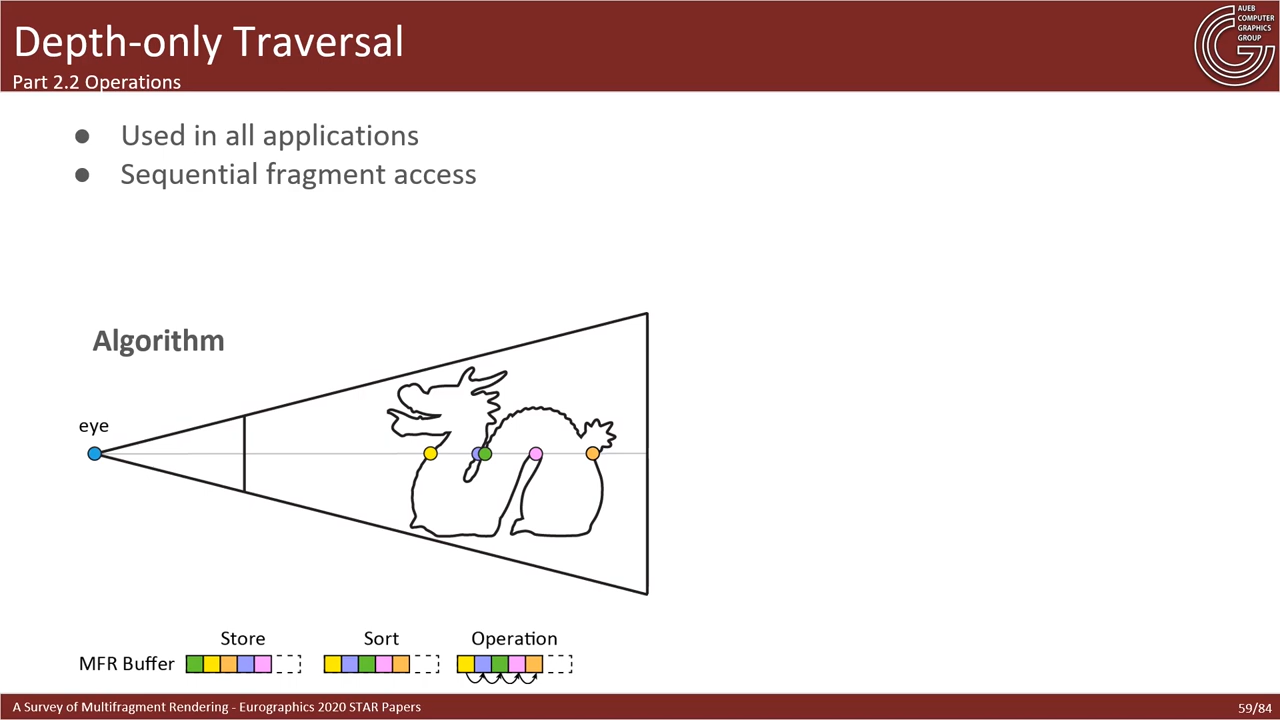 Depth-only Traversal
Part 2.2 Operations
AUEB
COMPUTER
GRAPHICS
GROUP
● Used in all applications
● Sequential fragment access
Algorithm
eye
Store Sort Operation
MFR Buffer
A Survey of Multifragment Rendering - Eurographics 2020 STAR Papers
59/84